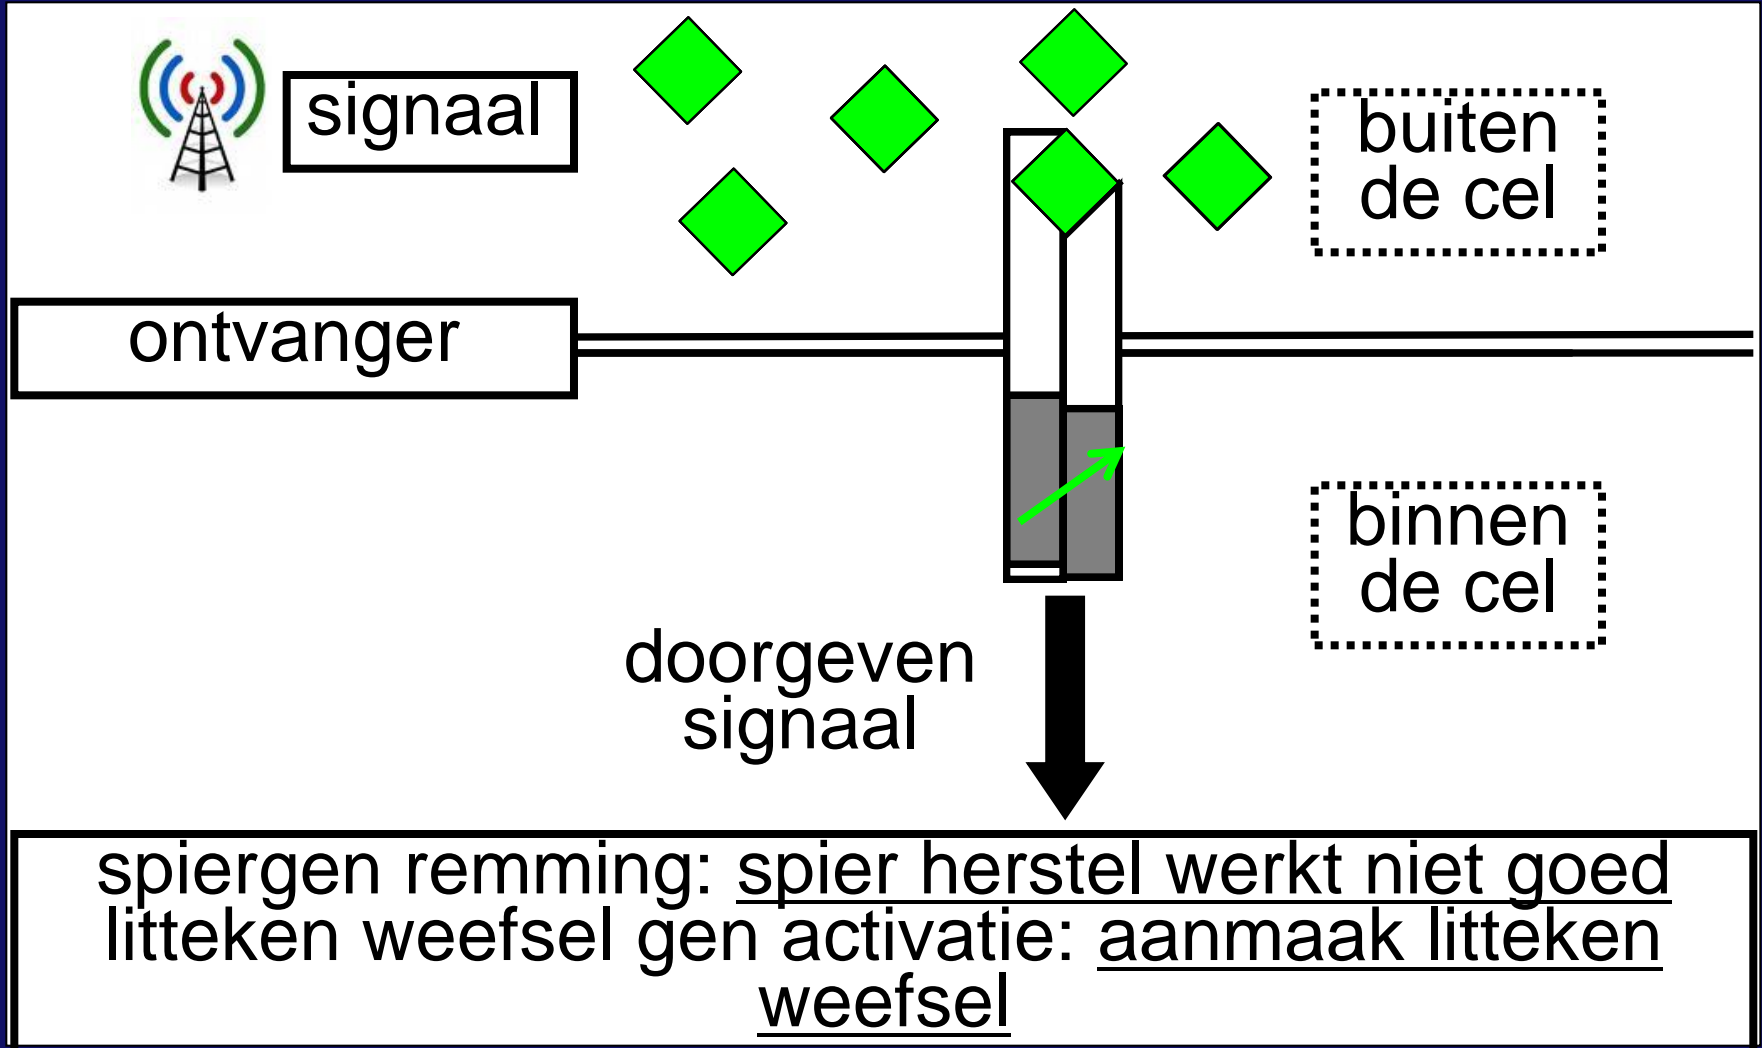 signaal
buiten
de cel
ontvanger
binnen
de cel
doorgeven
signaal
spiergen remming: spier herstel werkt niet goed
litteken weefsel gen activatie: aanmaak litteken
weefsel